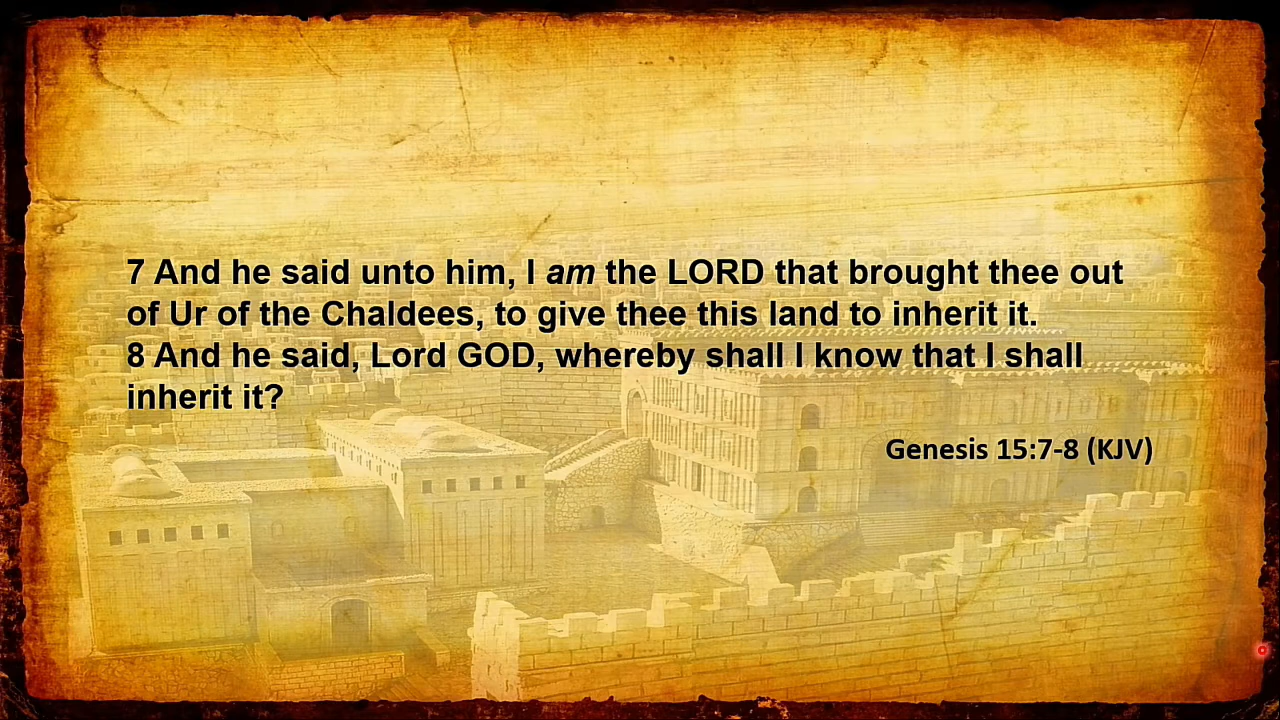 7 And he said unto him, I am the LORD that brought thee out
of Ur of the Chaldees, to give thee this land to inherit it.
8 And he said, Lord GOD, whereby shall I know that I shall
inherit it?
Genesis 15:7-8 (KJV)